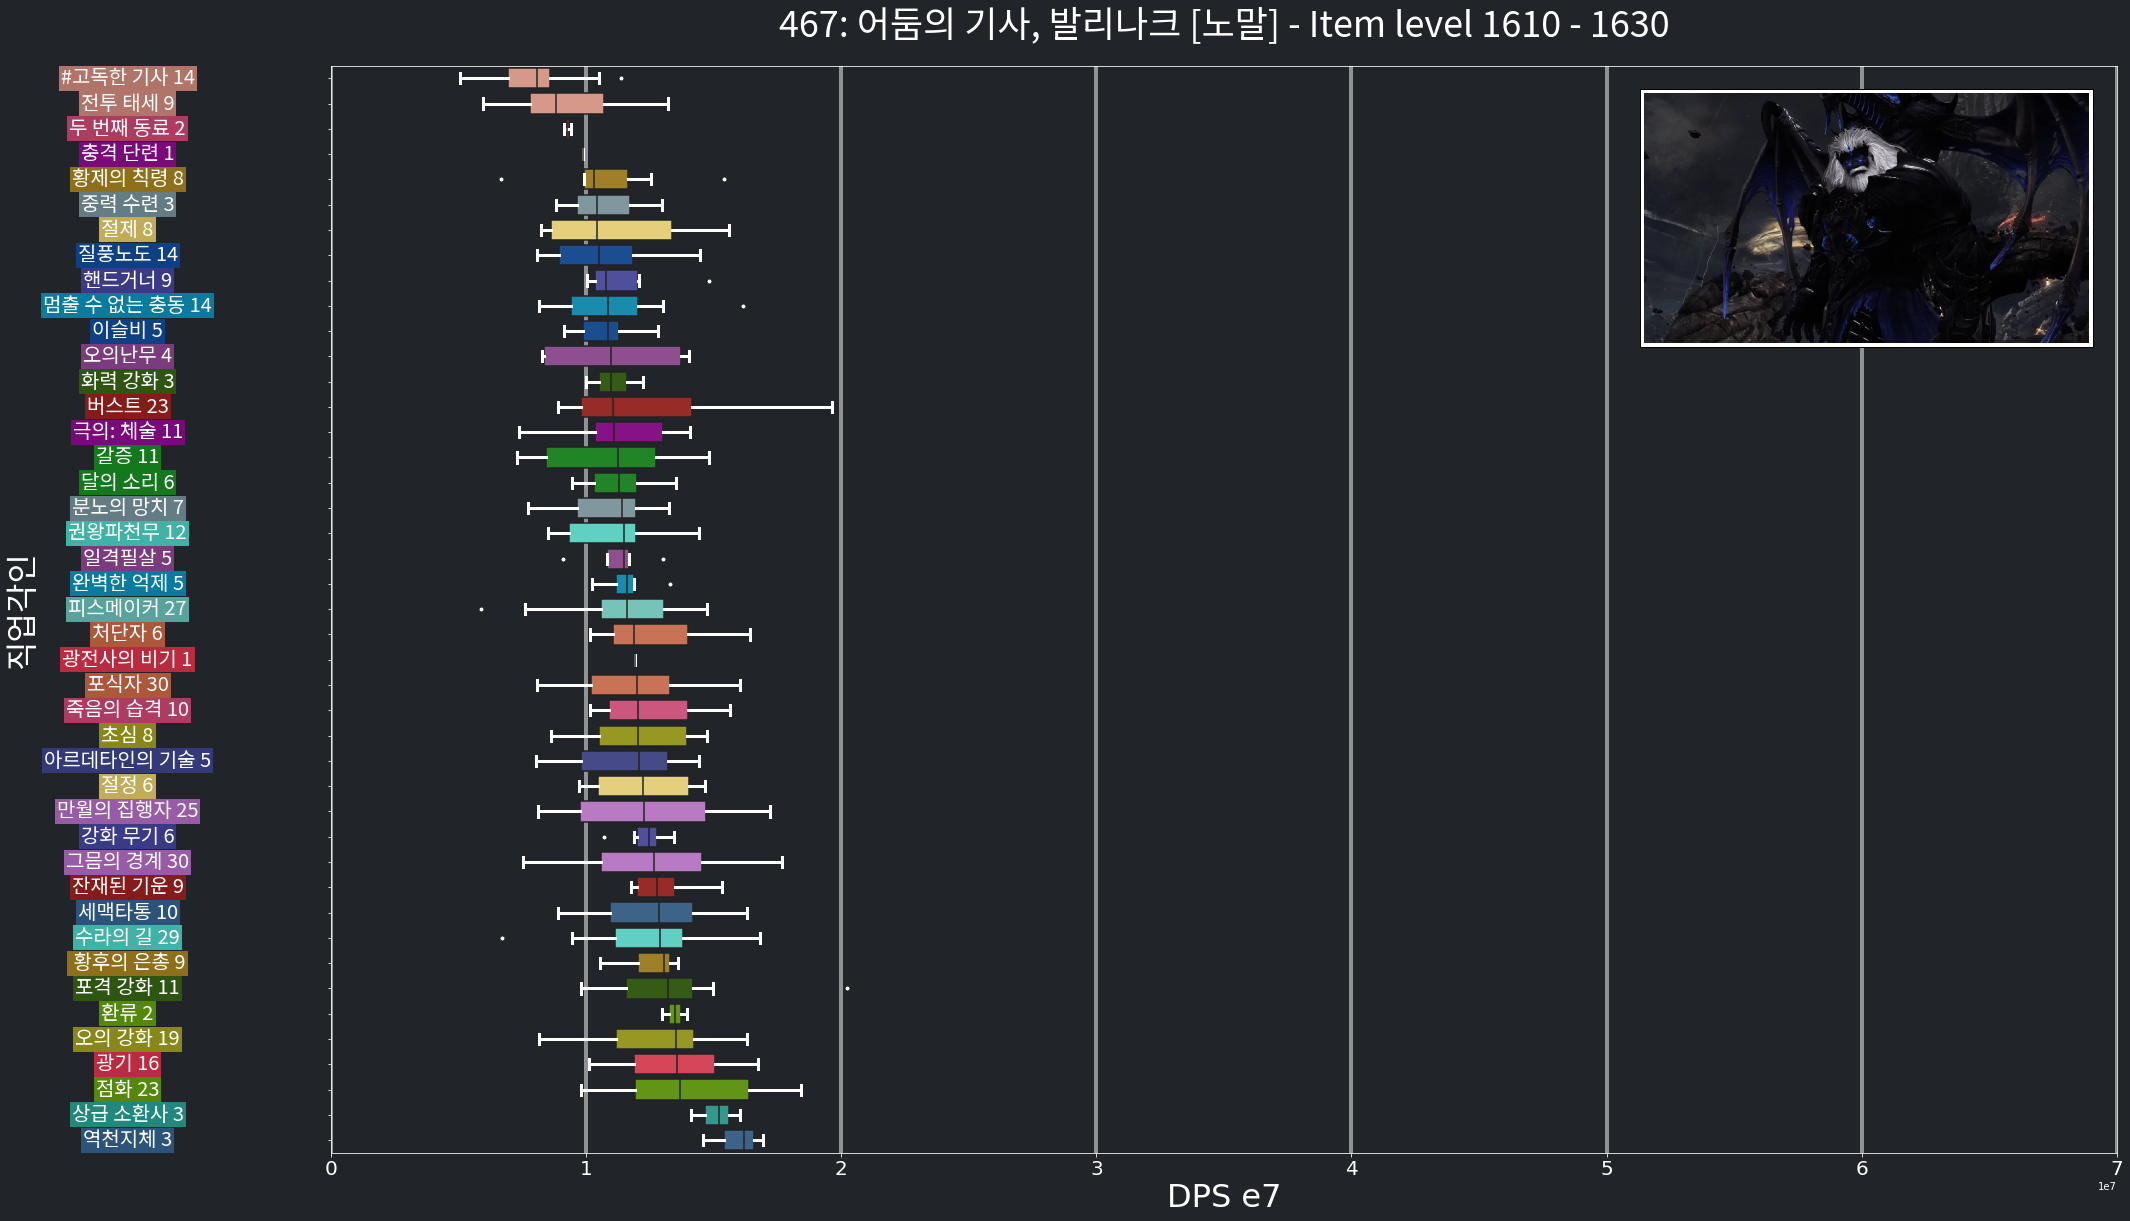 467: 어둠의 기사, 발리나크 [노말] - Item level 1610 - 1630
#고독한 기사 14
전투 태세 9
두 번째 동료 2
충격 단련 1
황제의 칙령 8
중력 수련 3
절제 8
질풍노도 14
핸드거너 9
멈출 수 없는 충동 14
이슬비 5
오의난무 4
화력 강화 3
버스트 23
극의: 체술 11
갈증 11
달의 소리 6
분노의 망치 7
권왕파천무 12
일격필살 5
완벽한 억제 5
피스메이커 27
처단자 6
광전사의 비기 1
포식자 30
죽음의 습격 10
초심 8
아르데타인의 기술 5
절정 6
만월의 집행자 25
강화 무기 6
그믐의 경계 30
잔재된 기운 9
세맥타통 10
수라의 길 29
황후의 은총 9
포격 강화 11
환류 2
오의 강화 19
광기 16
점화 23
상급 소환사 3
역천지체 3
직업각인
0 1 2 3 4 5 6 7
1e7
DPS e7